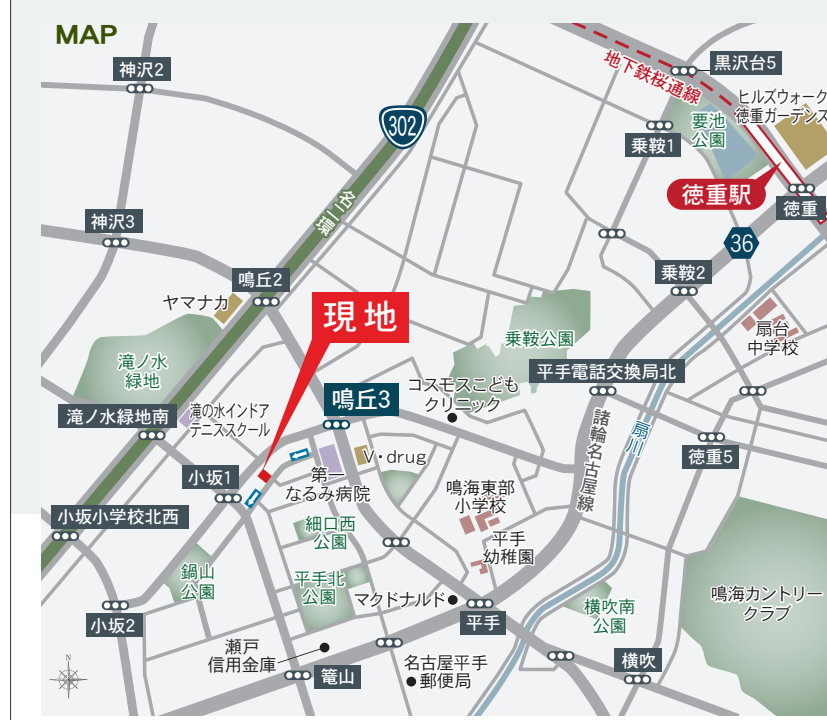 MAP
神沢2
黒沢台5
地下鉄桜通線
ヒルズウォーク
徳重ガーデンズ
要池
公園
302
乗鞍1
徳重駅
徳重
名二環
神沢3
36
鳴丘2
乗鞍2
ヤマナカ
現地
乗鞍公園
扇台
中学校
滝ノ水
緑地
平手電話交換局北
コスモスこども
クリニック
鳴丘3
滝ノ水緑地南
滝の水インドア
テニススクール
諸輪名古屋線
扇川
V・drug
徳重5
小坂1
第一
なるみ病院
鳴海東部
小学校
小坂小学校北西
細口西
公園
平手
幼稚園
鍋山
公園
平手北
公園
マクドナルド
平手
横吹南
公園
鳴海カントリー
クラブ
小坂2
瀬戸
信用金庫
名古屋平手
郵便局
横吹
篭山
N